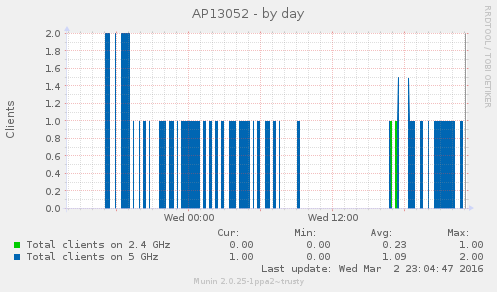 AP13052 - by day
RRDTOOL / TOBI OETIKER
Clients
2.0
1.8
1.6
1.4
1.2
1.0
0.8
0.6
0.4
0.2
0.0
Wed 00:00 Wed 12:00
Cur: Min: Avg: Max:
Total clients on 2.4 GHz 0.00 0.00 0.23 1.00
Total clients on 5 GHz 1.00 0.00 1.09 2.00
Last update: Wed Mar 2 23:04:47 2016
Munin 2.0.25-1ppa2~trusty